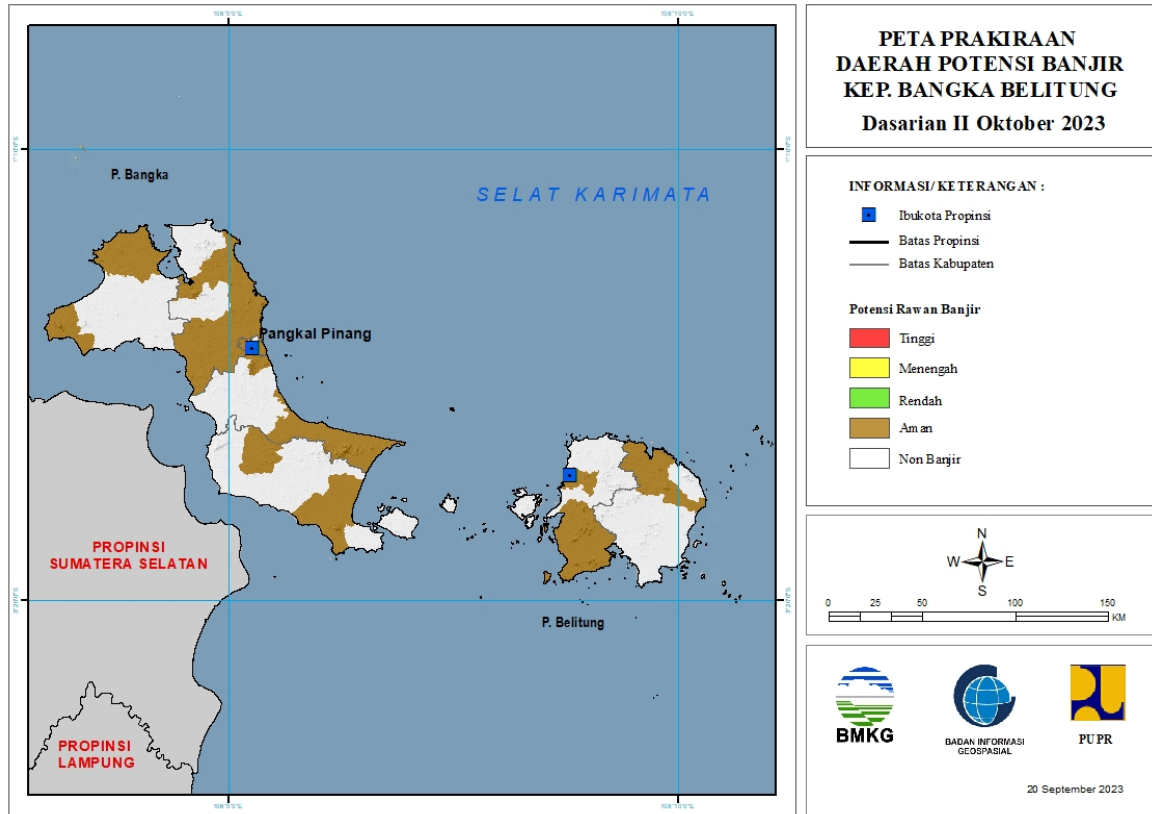 PETA PRAKIRAAN
DAERAH POTENSI BANJIR
KEP. BANGKA BELITUNG
Dasarian II Oktober 2023
P. Bangka
SELAT KARIMATA
Pangkal Pinang
PROPINSI
SUMATERA SELATAN
P. Belitung
PROPINSI
LAMPUNG
INFORMASI/ KETERANGAN :
Ibukota Propinsi
Batas Propinsi
Batas Kabupaten
Potensi Rawan Banjir
Tinggi
Menengah
Rendah
Aman
Non Banjir
N
W E
S
0 25 50 100 150
KM
BMKG
BADAN INFORMASI
GEOSPASIAL
PUPR
20 September 2023